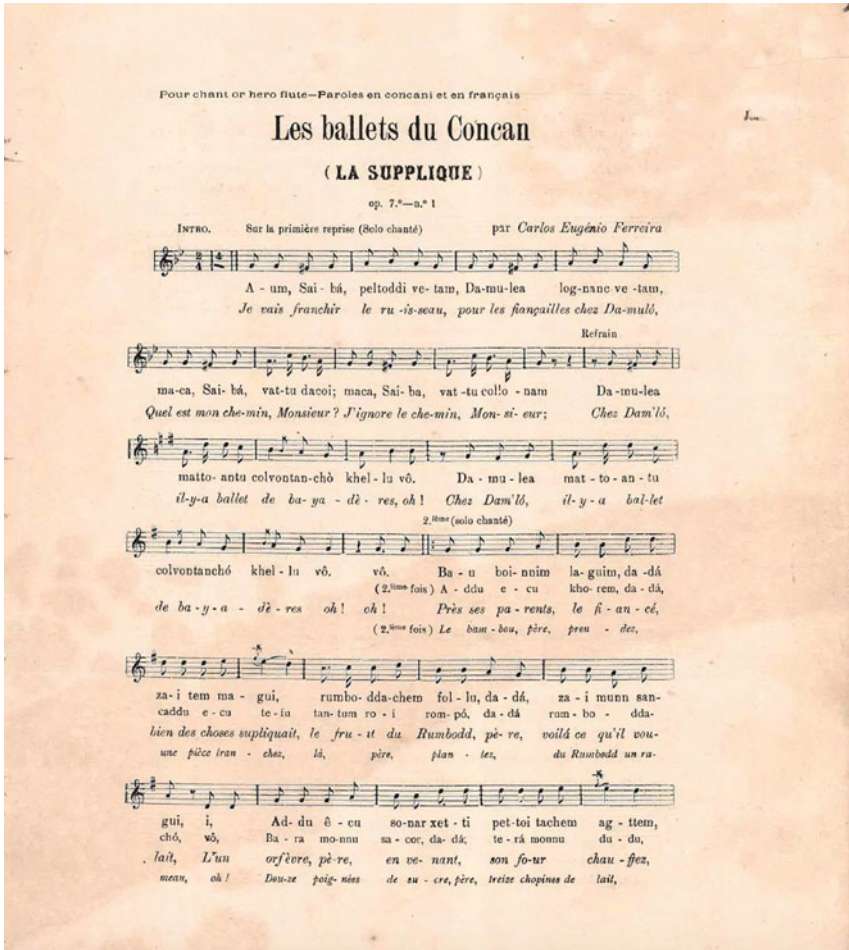 Pour chant or hero flute—Paroles en concani et en français
Les ballets du Concan
(LA SUPPLIQUE)
op. 7.º—n.º 1
INTRO. Sur la primière reprise (Solo chanté) par Carlos Eugénio Ferreira
A - um, Sai - bá, peltoddi ve- tam, Da-mu-lea log-nanc ve -tam,
Je vais franchir le ru -is-seau, pour les fiançailles chez Da-muló,
Refrain
ma-ca, Sai- bá, vat-tu dacoi; maca, Sai- ba, vat -tu collo - nam Da-mu-lea
Quel est mon che-min, Monsieur ? J'ignore le che-min, Mon- si- eur; Chez Dam'ló,
matto- antu colvontan-chò khel - lu vô. Da - mu - lea mat - to - an - tu
il-y-a ballet de ba- ya - dè - res, oh ! Chez Dam'ló, il- y - a bal-let
2.ième (solo chanté)
colvontanchó khel - lu vô. vô. Ba - u boi- nnim la- guim, da -dá
(2.ième fois) A - ddu e - cu kho- rem, da - dá,
de ba - y - a - dè - res oh ! oh ! Près ses pa - rents, le fi - an - cé,
(2.ième fois) Le bam - bou, père, pren - dez,
za - i tem ma - gui, rumbo- dda-chem fol - lu, da - dá, za - i munn san-
caddu e - cu te - iu tan- tum ro - i rom- pó, da - dá rum - bo - dda-
bien des choses supliquait, le fru - it du Rumbodd, pè- re, voilá ce qu'il vou-
une pièce tran - chez, lá, père, plan - tez, du Rumbodd un ra-
gui, i, Ad- du ê - cu so-nar xet - ti pet-toi tachem ag - ttem,
chó, vô, Ba - ra mo-nnu sa - cor, da- dá; te - rá monnu du - du,
lait, L'un orfèvre, pè- re, en ve - nant, son fo-ur chau - ffez,
mean, oh ! Dou-ze poig- nées de su - cre, père, treize chopines de lait,